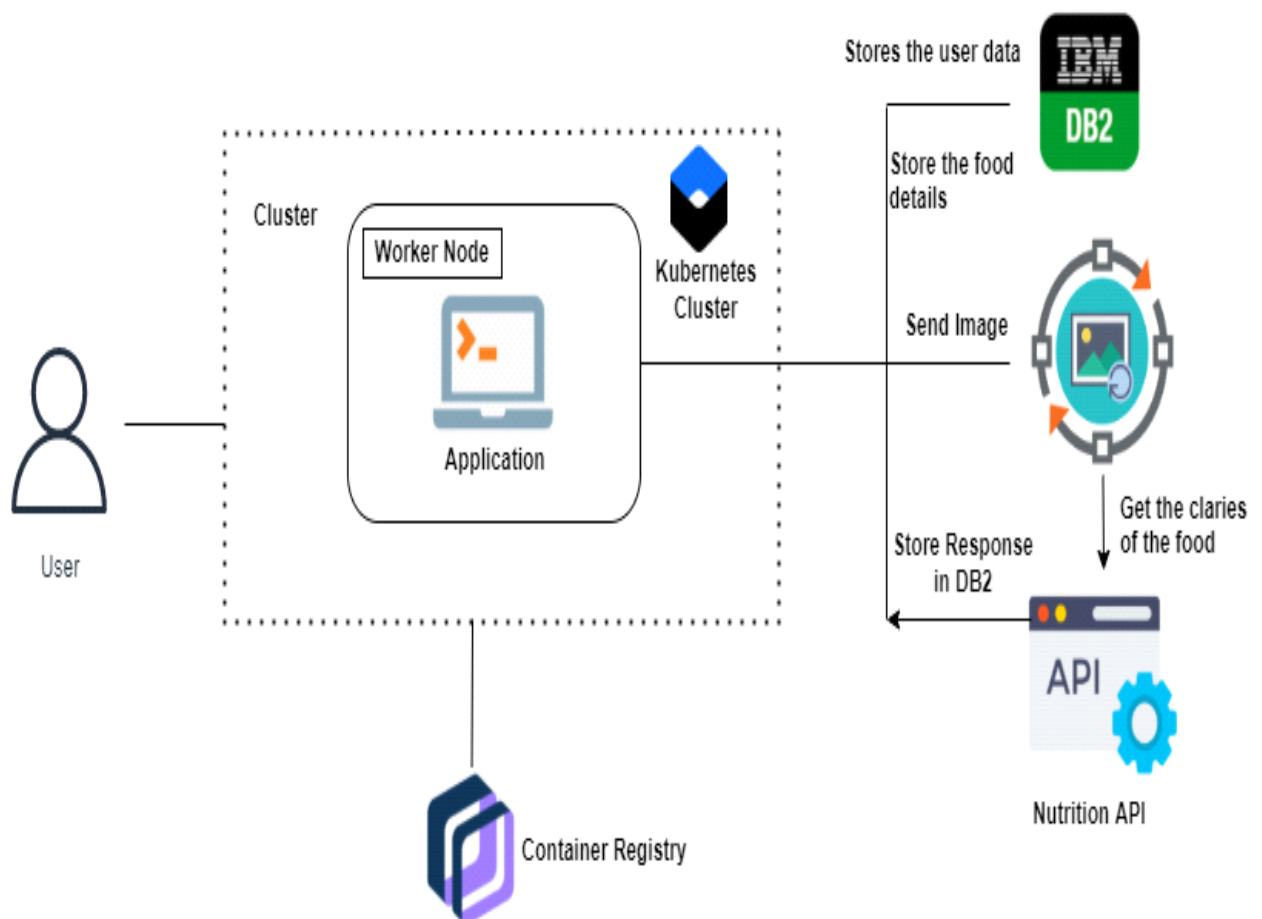 Stores the user data
IBM
DB2
Store the food
details
Cluster
Worker Node
Kubernetes
Cluster
Send Image
Application
User
Get the claries
of the food
Store Response
in DB2
API
Nutrition API
Container Registry